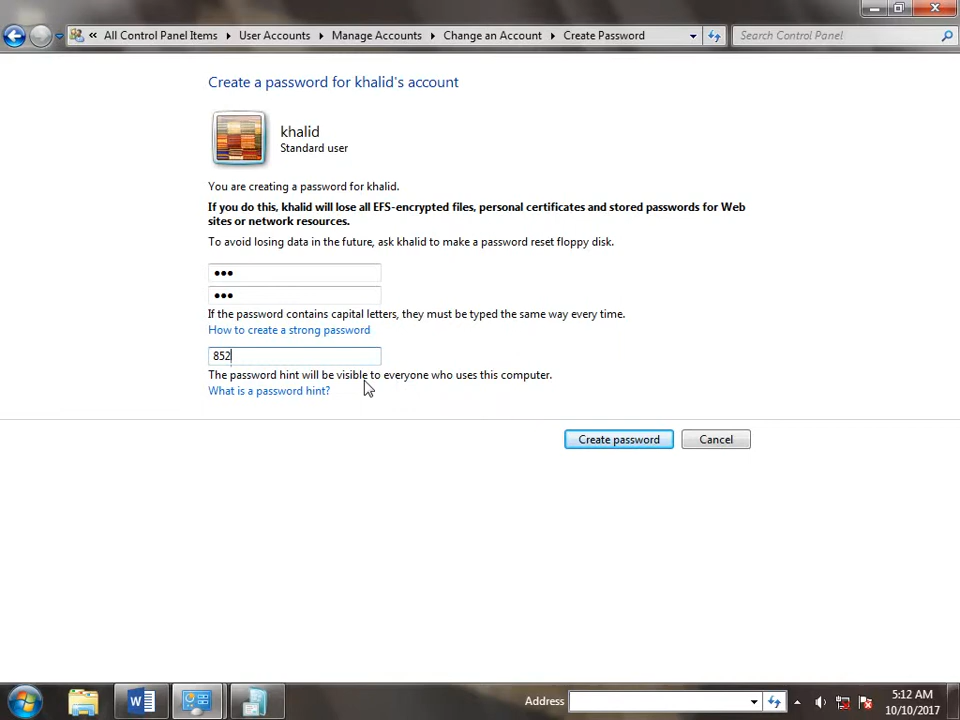 « All Control Panel Items User Accounts Manage Accounts Change an Account Create Password Search Control Panel
Create a password for khalid's account
khalid
Standard user
You are creating a password for khalid.
If you do this, khalid will lose all EFS-encrypted files, personal certificates and stored passwords for Web
sites or network resources.
To avoid losing data in the future, ask khalid to make a password reset floppy disk.
•••
•••
If the password contains capital letters, they must be typed the same way every time.
How to create a strong password
852
The password hint will be visible to everyone who uses this computer.
What is a password hint?
Create password Cancel
Address
5:12 AM
10/10/2017